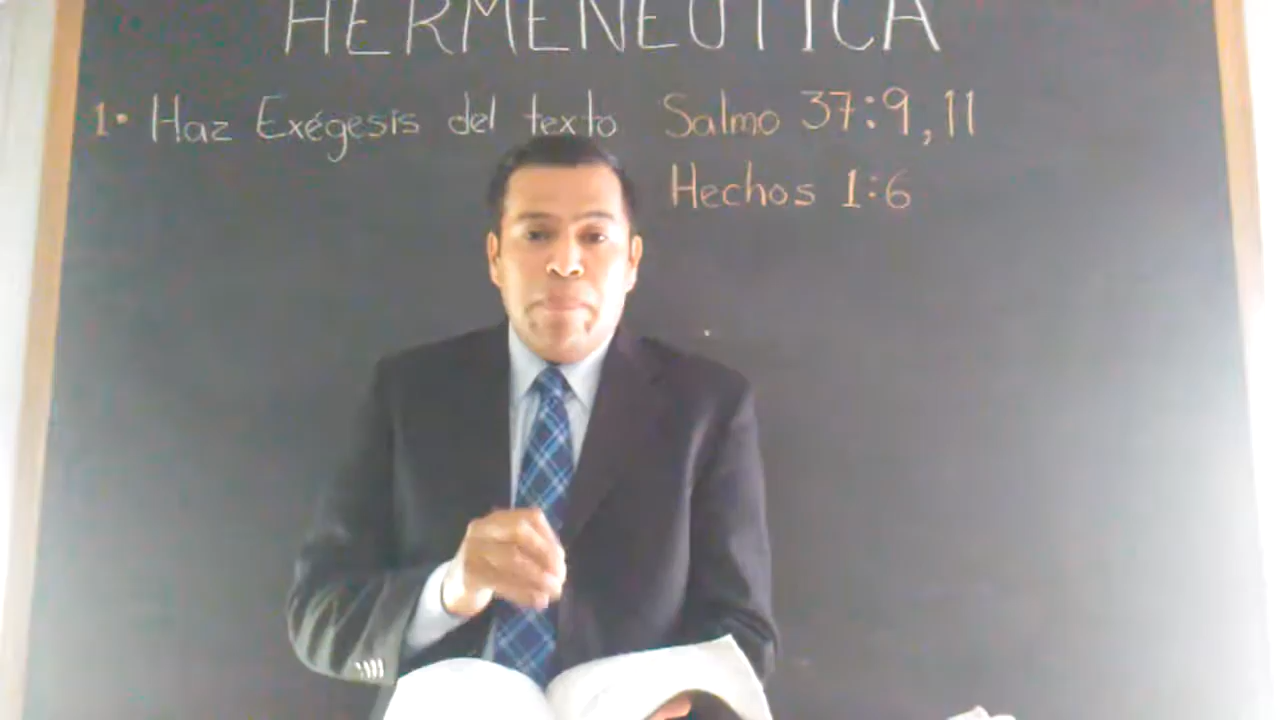 HERMENEUTICA
1• Haz Exégesis del texto Salmo 37:9,11
Hechos 1:6